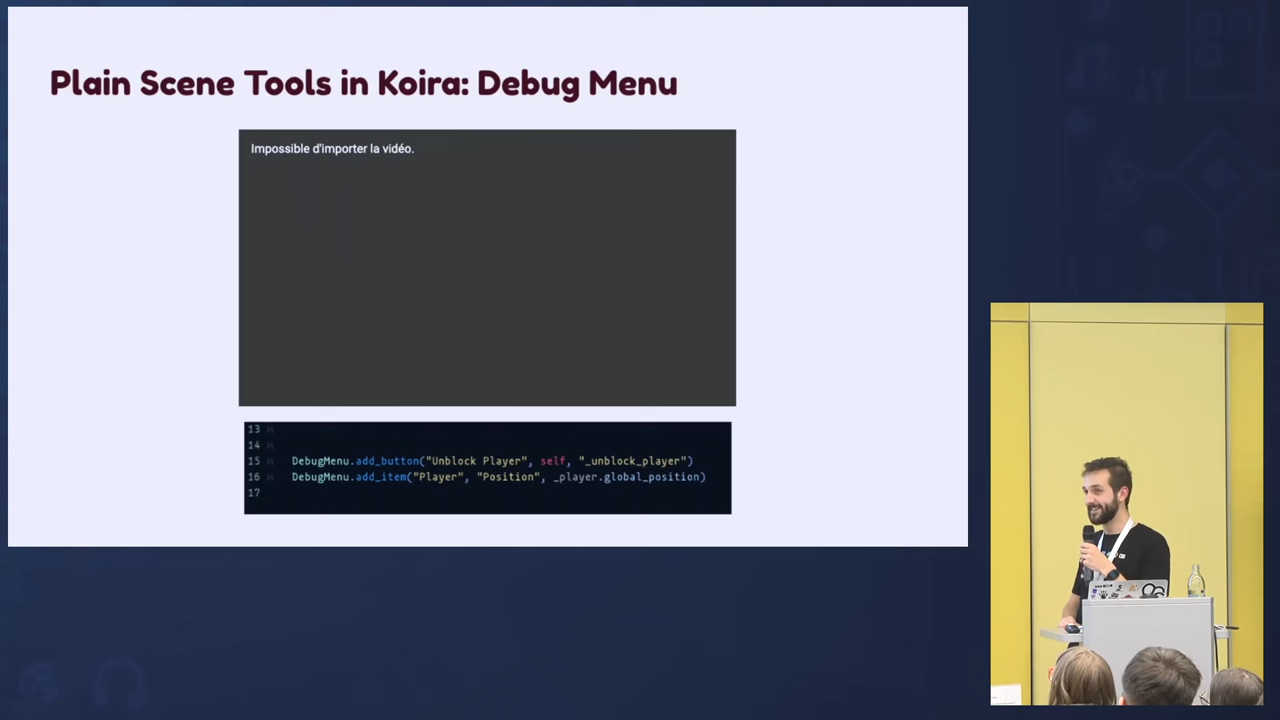 Plain Scene Tools in Koira: Debug Menu
Impossible d'importer la vidéo.
13
14
15 DebugMenu.add_button("Unblock Player", self, "_unblock_player")
16 DebugMenu.add_item("Player", "Position", _player.global_position)
17